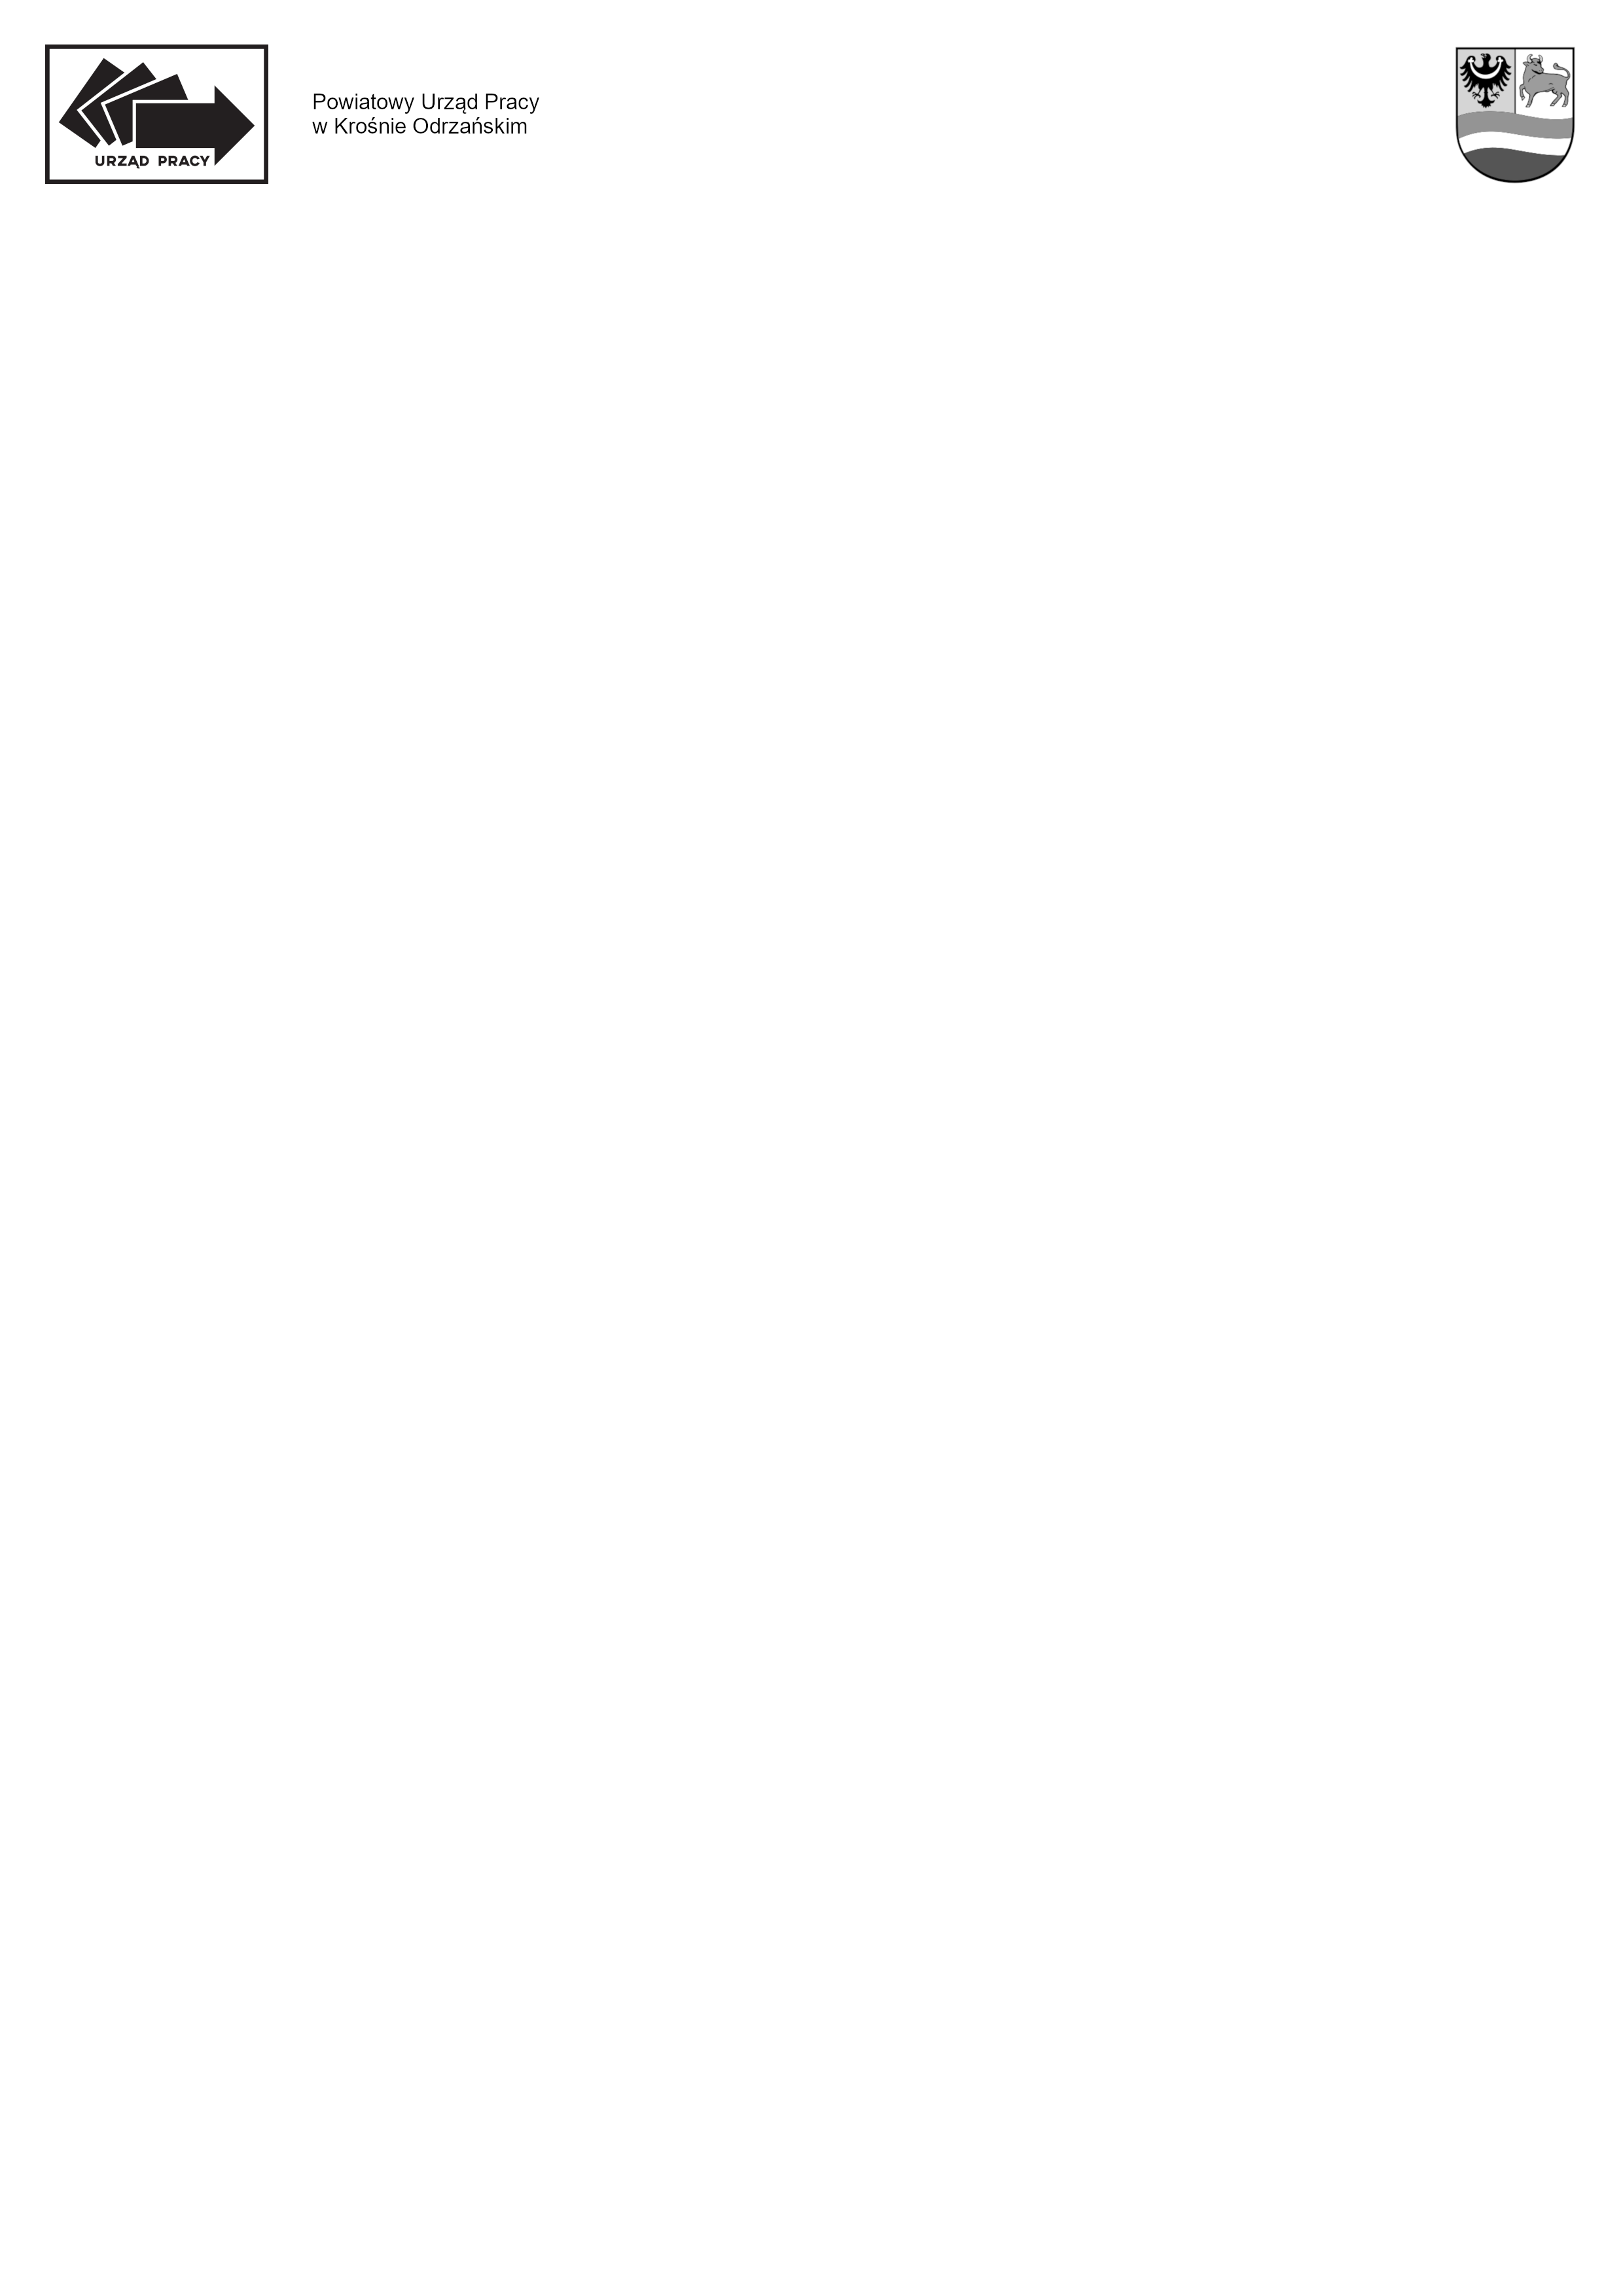 URZĄD PRACY
Powiatowy Urząd Pracy
w Krośnie Odrzańskim